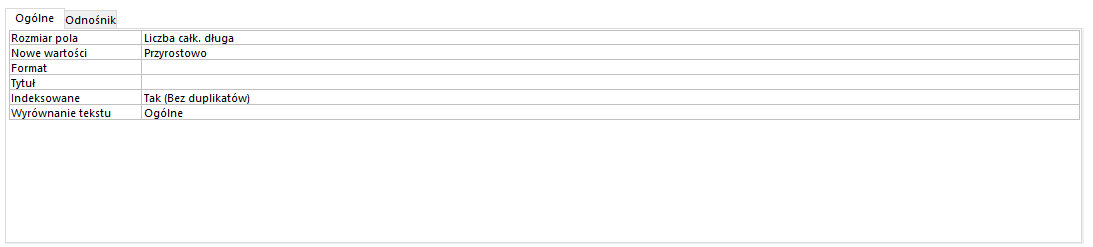 Ogólne Odnośnik
Rozmiar pola Liczba całk. długa
Nowe wartości Przyrostowo
Format
Tytuł
Indeksowane Tak (Bez duplikatów)
Wyrównanie tekstu Ogólne